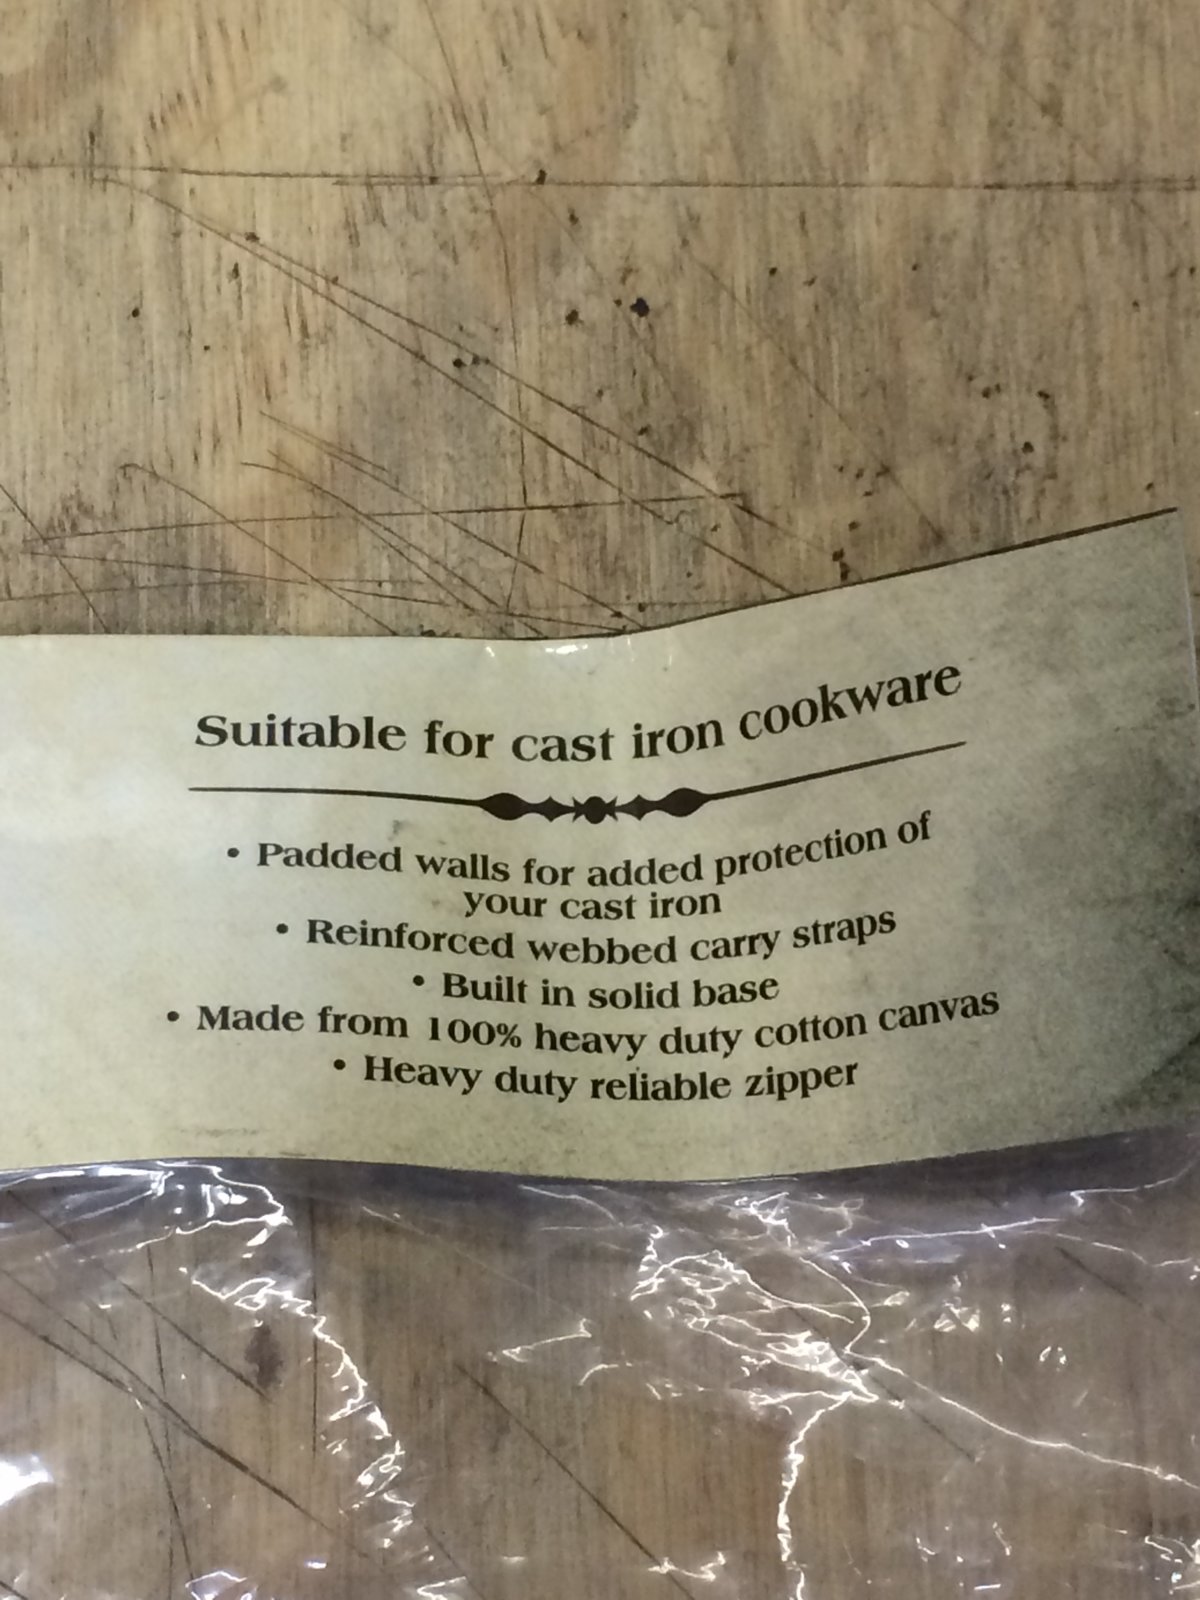 Suitable for cast iron cookware
• Padded walls for added protection of
your cast iron
• Reinforced webbed carry straps
• Built in solid base
• Made from 100% heavy duty cotton canvas
• Heavy duty reliable zipper